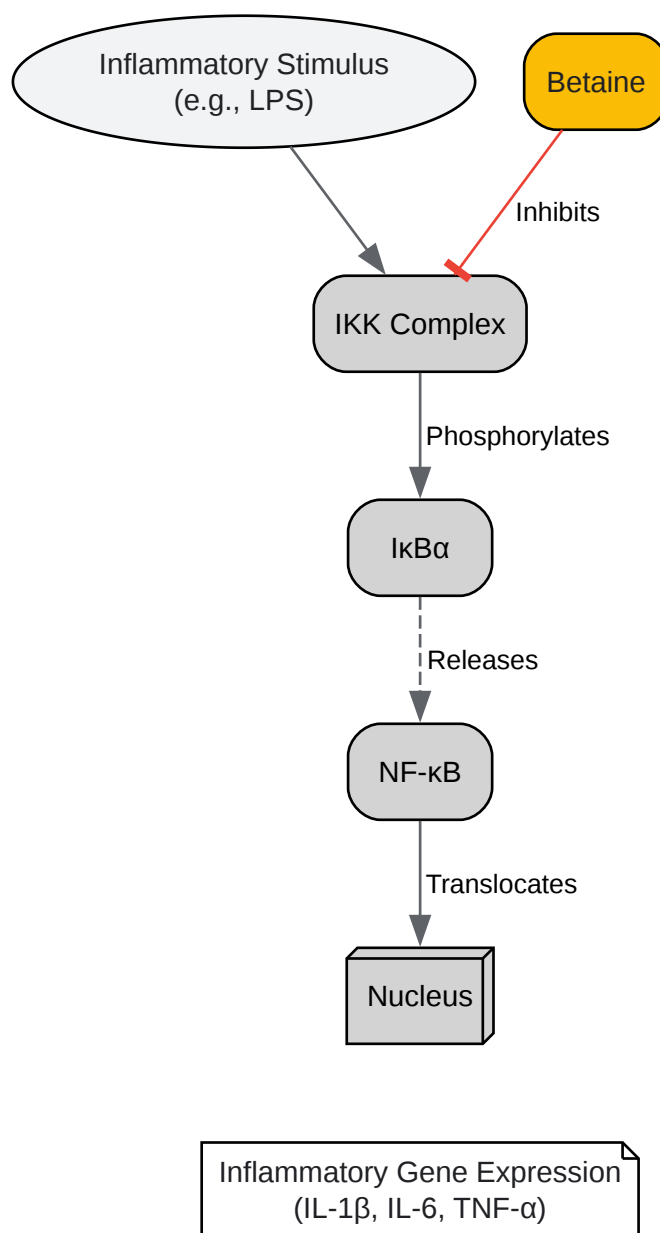 Inflammatory Stimulus
(e.g., LPS)
Betaine
Inhibits
IKK Complex
Phosphorylates
IκBα
Releases
NF-κB
Translocates
Nucleus
Inflammatory Gene Expression
(IL-1β, IL-6, TNF-α)